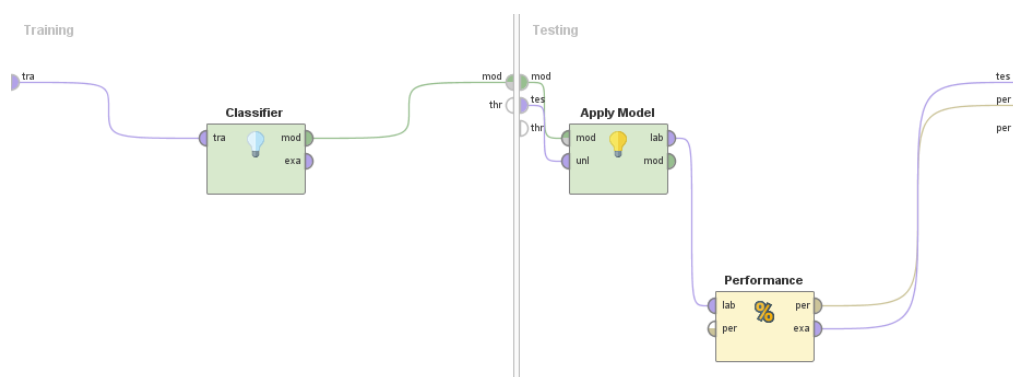 Training
tra
Classifier
tra
mod
exa
mod
thr
Testing
mod
tes
thr
Apply Model
mod
lab
unl
mod
Performance
lab
per
%
per
exa
tes
per
per